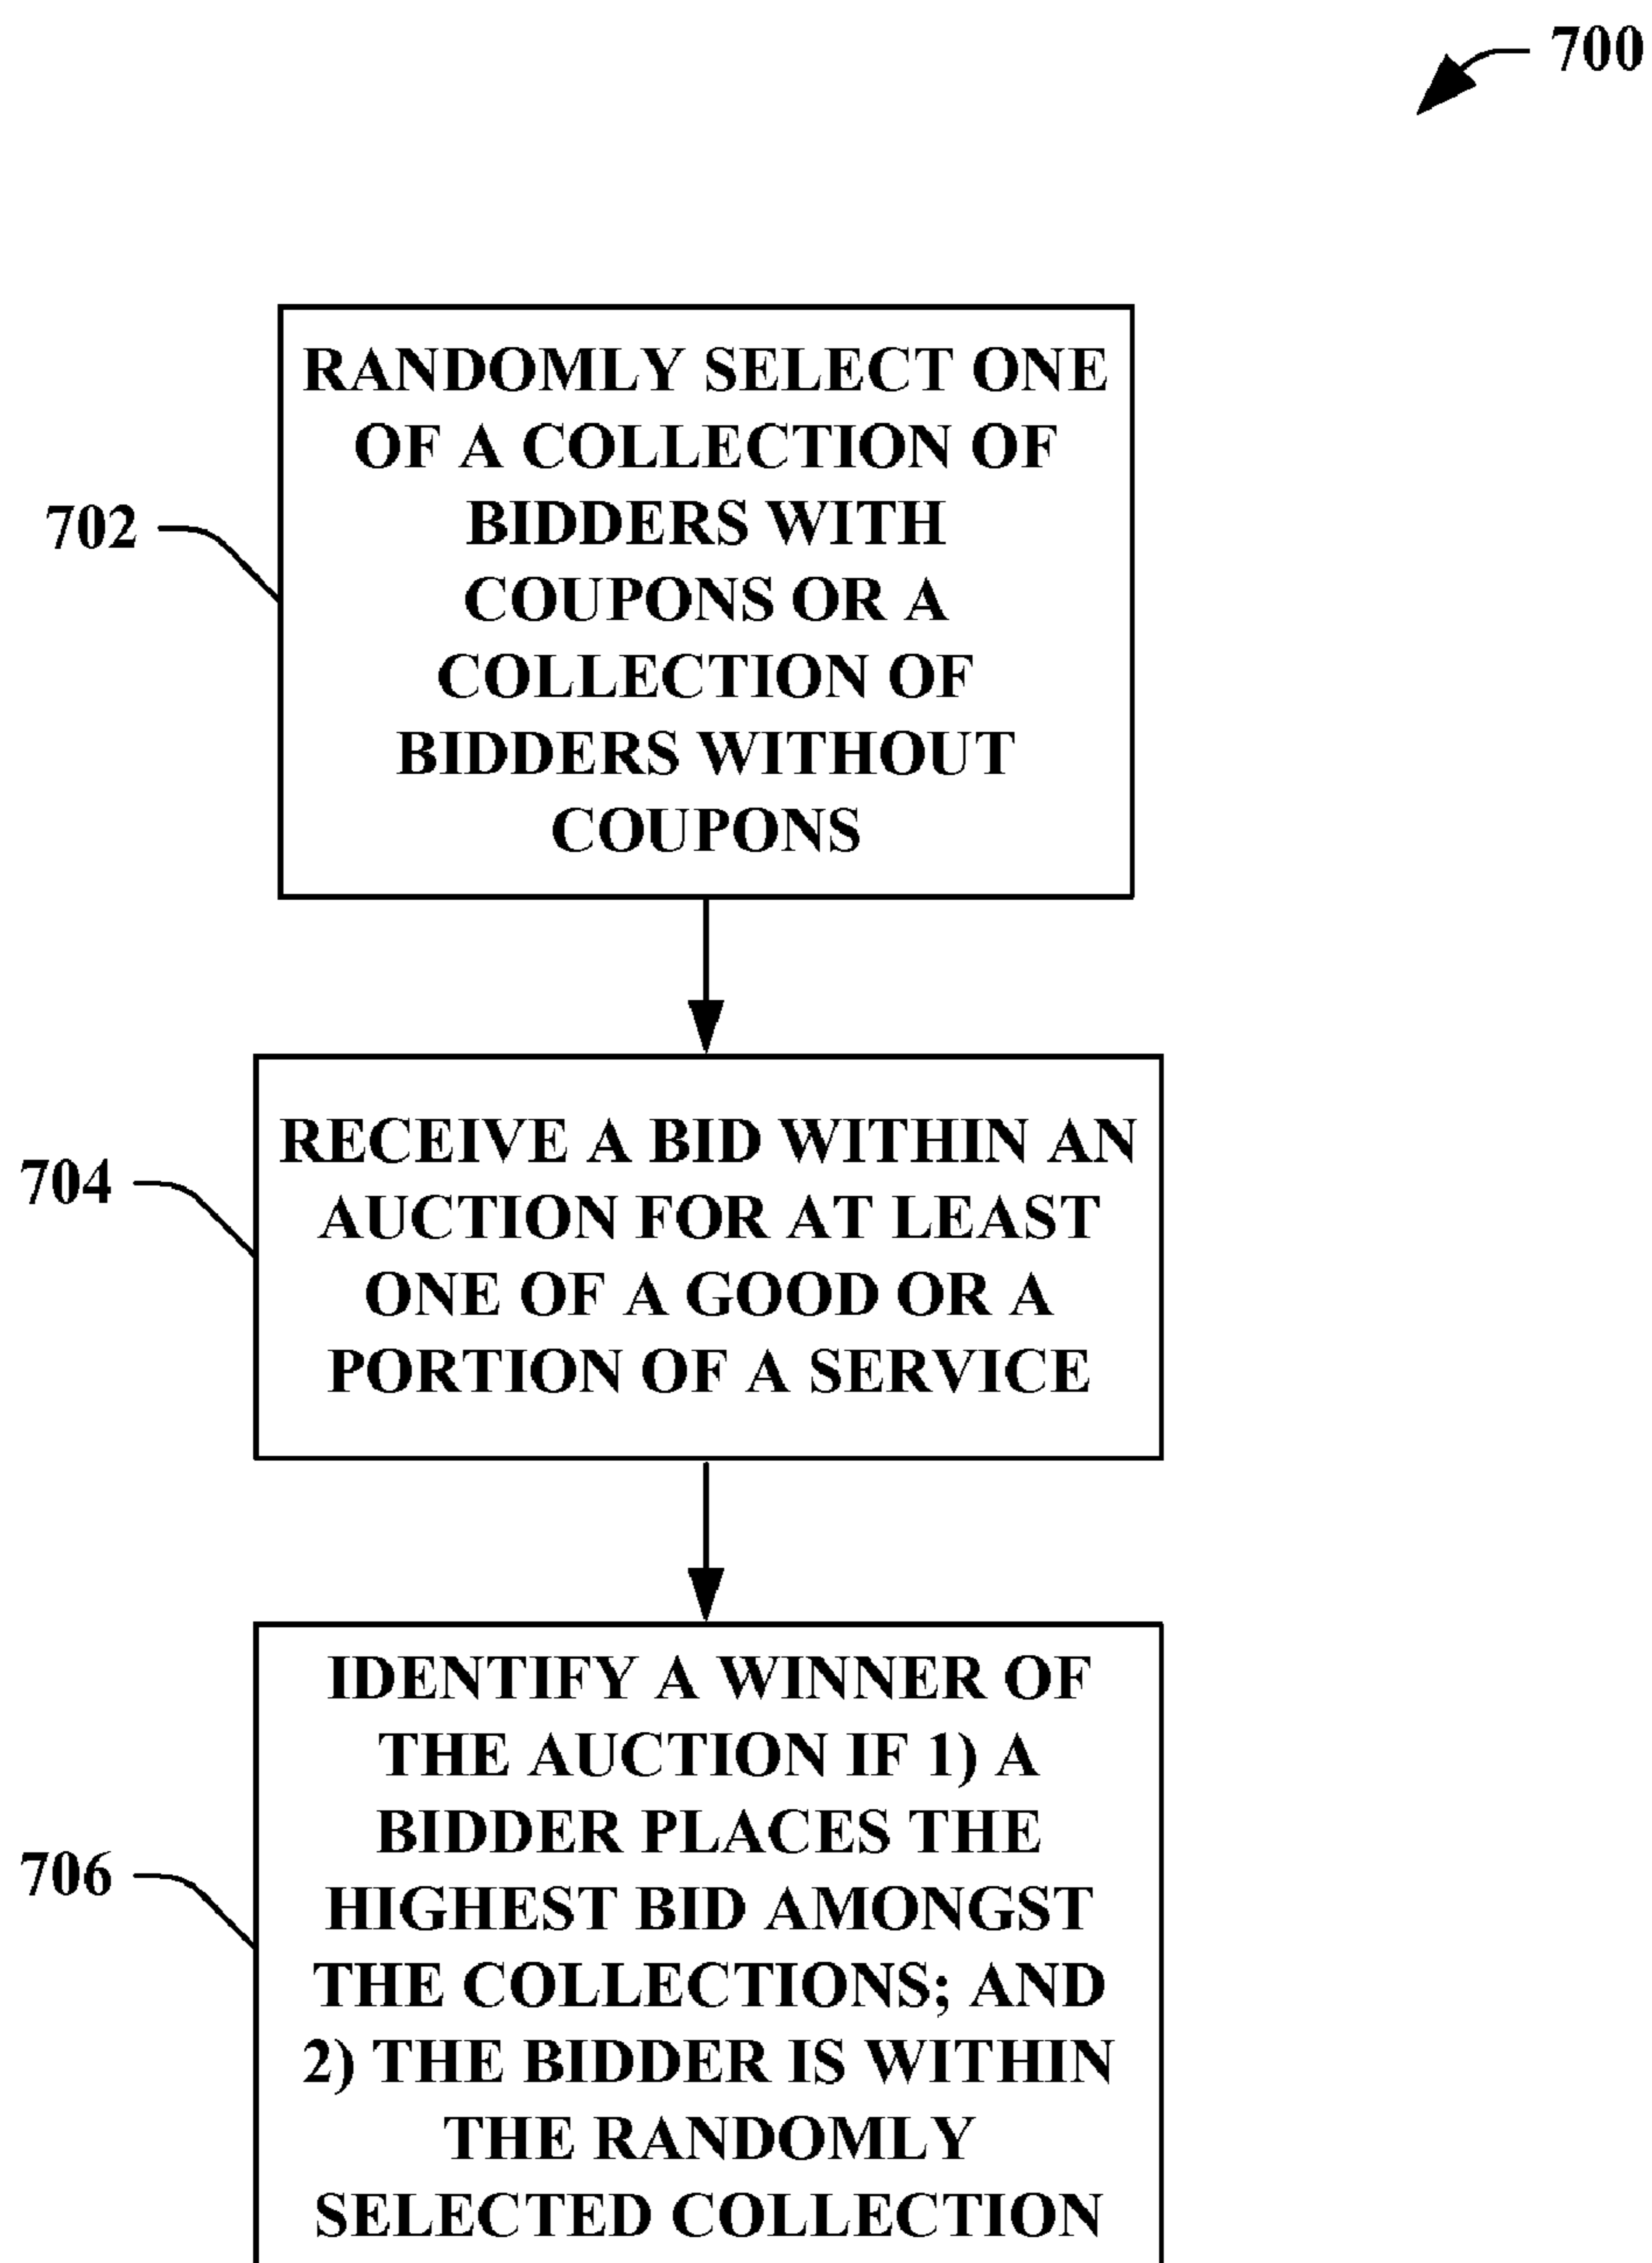 700
702
RANDOMLY SELECT ONE
OF A COLLECTION OF
BIDDERS WITH
COUPONS OR A
COLLECTION OF
BIDDERS WITHOUT
COUPONS
704
RECEIVE A BID WITHIN AN
AUCTION FOR AT LEAST
ONE OF A GOOD OR A
PORTION OF A SERVICE
706
IDENTIFY A WINNER OF
THE AUCTION IF 1) A
BIDDER PLACES THE
HIGHEST BID AMONGST
THE COLLECTIONS; AND
2) THE BIDDER IS WITHIN
THE RANDOMLY
SELECTED COLLECTION